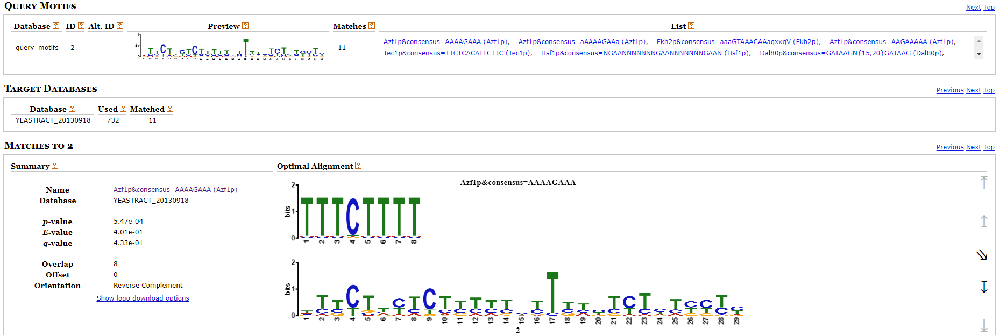 QUERY MOTIFS
Next Top
Database ? ID ? Alt. ID ? Preview ? Matches ? List ?
query_motifs 2 11 Azf1p&consensus=AAAAGAAA (Azf1p), Azf1p&consensus=aAAAAGAAa (Azf1p), Fkh2p&consensus=aaaGTAAACAAaqxxqV (Fkh2p), Azf1p&consensus=AAGAAAAA (Azf1p),
Tec1p&consensus=TTCTCACATTCTTC (Tec1p), Hsf1p&consensus=NGAANNNNNNNGAANNNNNNNGAAN (Hsf1p), Dal80p&consensus=GATAAGN{15,20}GATAAG (Dal80p),
TARGET DATABASES
Previous Next Top
Database ? Used ? Matched ?
YEASTRACT_20130918 732 11
MATCHES TO 2
Previous Next Top
Summary ? Optimal Alignment ?
Name Azf1p&consensus=AAAAGAAA (Azf1p)
Database YEASTRACT_20130918
p-value 5.47e-04
E-value 4.01e-01
q-value 4.33e-01
Overlap 8
Offset 0
Orientation Reverse Complement
Show logo download options
Azf1p&consensus=AAAAGAAA
2
bits
1
0
TTTCTTTT
1 2 3 4 5 6 7 8
2
bits
1
0
1 2 3 4 5 6 7 8 9 10 11 12 13 14 15 16 17 18 19 20 21 22 23 24 25 26 27 28 29
2